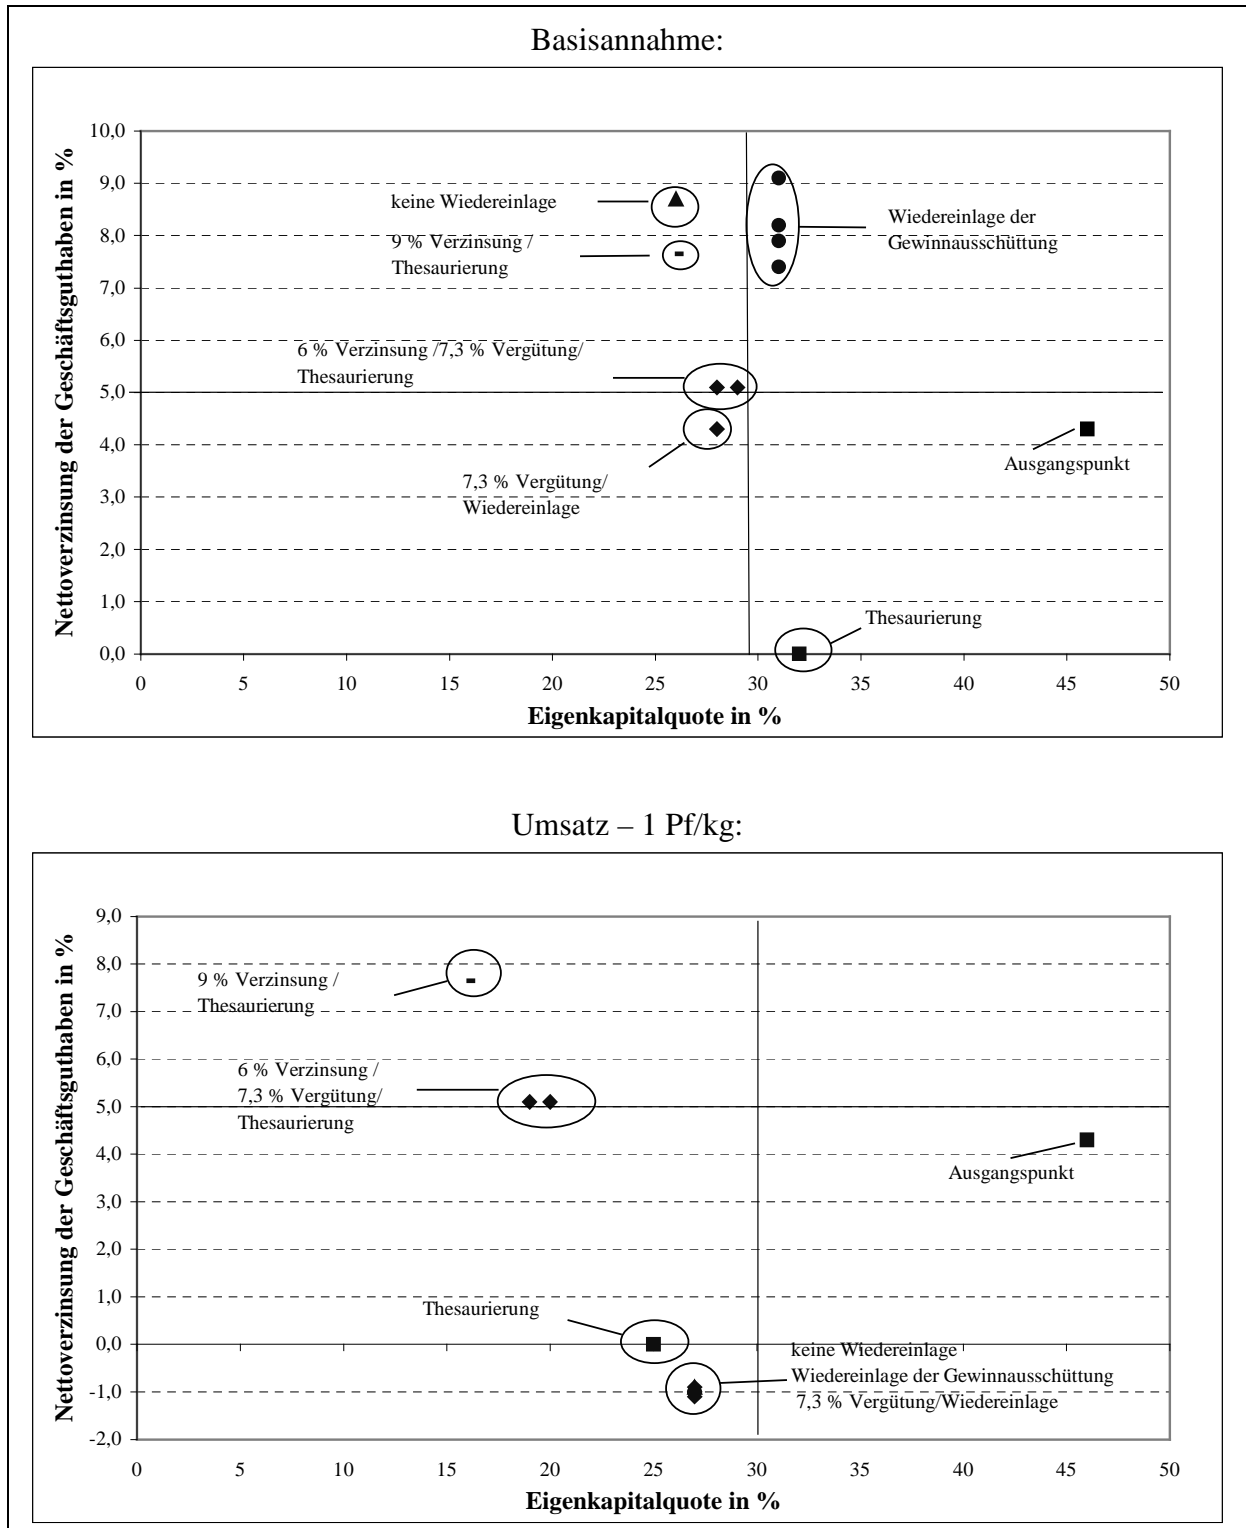 Basisannahme:
Nettoverzinsung der Geschäftsguthaben in %
10,0
9,0
8,0
7,0
6,0
5,0
4,0
3,0
2,0
1,0
0,0
keine Wiedereinlage
9 % Verzinsung /
Thesaurierung
Wiedereinlage der
Gewinnausschüttung
6 % Verzinsung /7,3 % Vergütung/
Thesaurierung
7,3 % Vergütung/
Wiedereinlage
Ausgangspunkt
Thesaurierung
0 5 10 15 20 25 30 35 40 45 50
Eigenkapitalquote in %
Umsatz – 1 Pf/kg:
Nettoverzinsung der Geschäftsguthaben in %
9,0
8,0
7,0
6,0
5,0
4,0
3,0
2,0
1,0
0,0
-1,0
-2,0
9 % Verzinsung /
Thesaurierung
6 % Verzinsung /
7,3 % Vergütung/
Thesaurierung
Ausgangspunkt
Thesaurierung
keine Wiedereinlage
Wiedereinlage der Gewinnausschüttung
7,3 % Vergütung/Wiedereinlage
0 5 10 15 20 25 30 35 40 45 50
Eigenkapitalquote in %